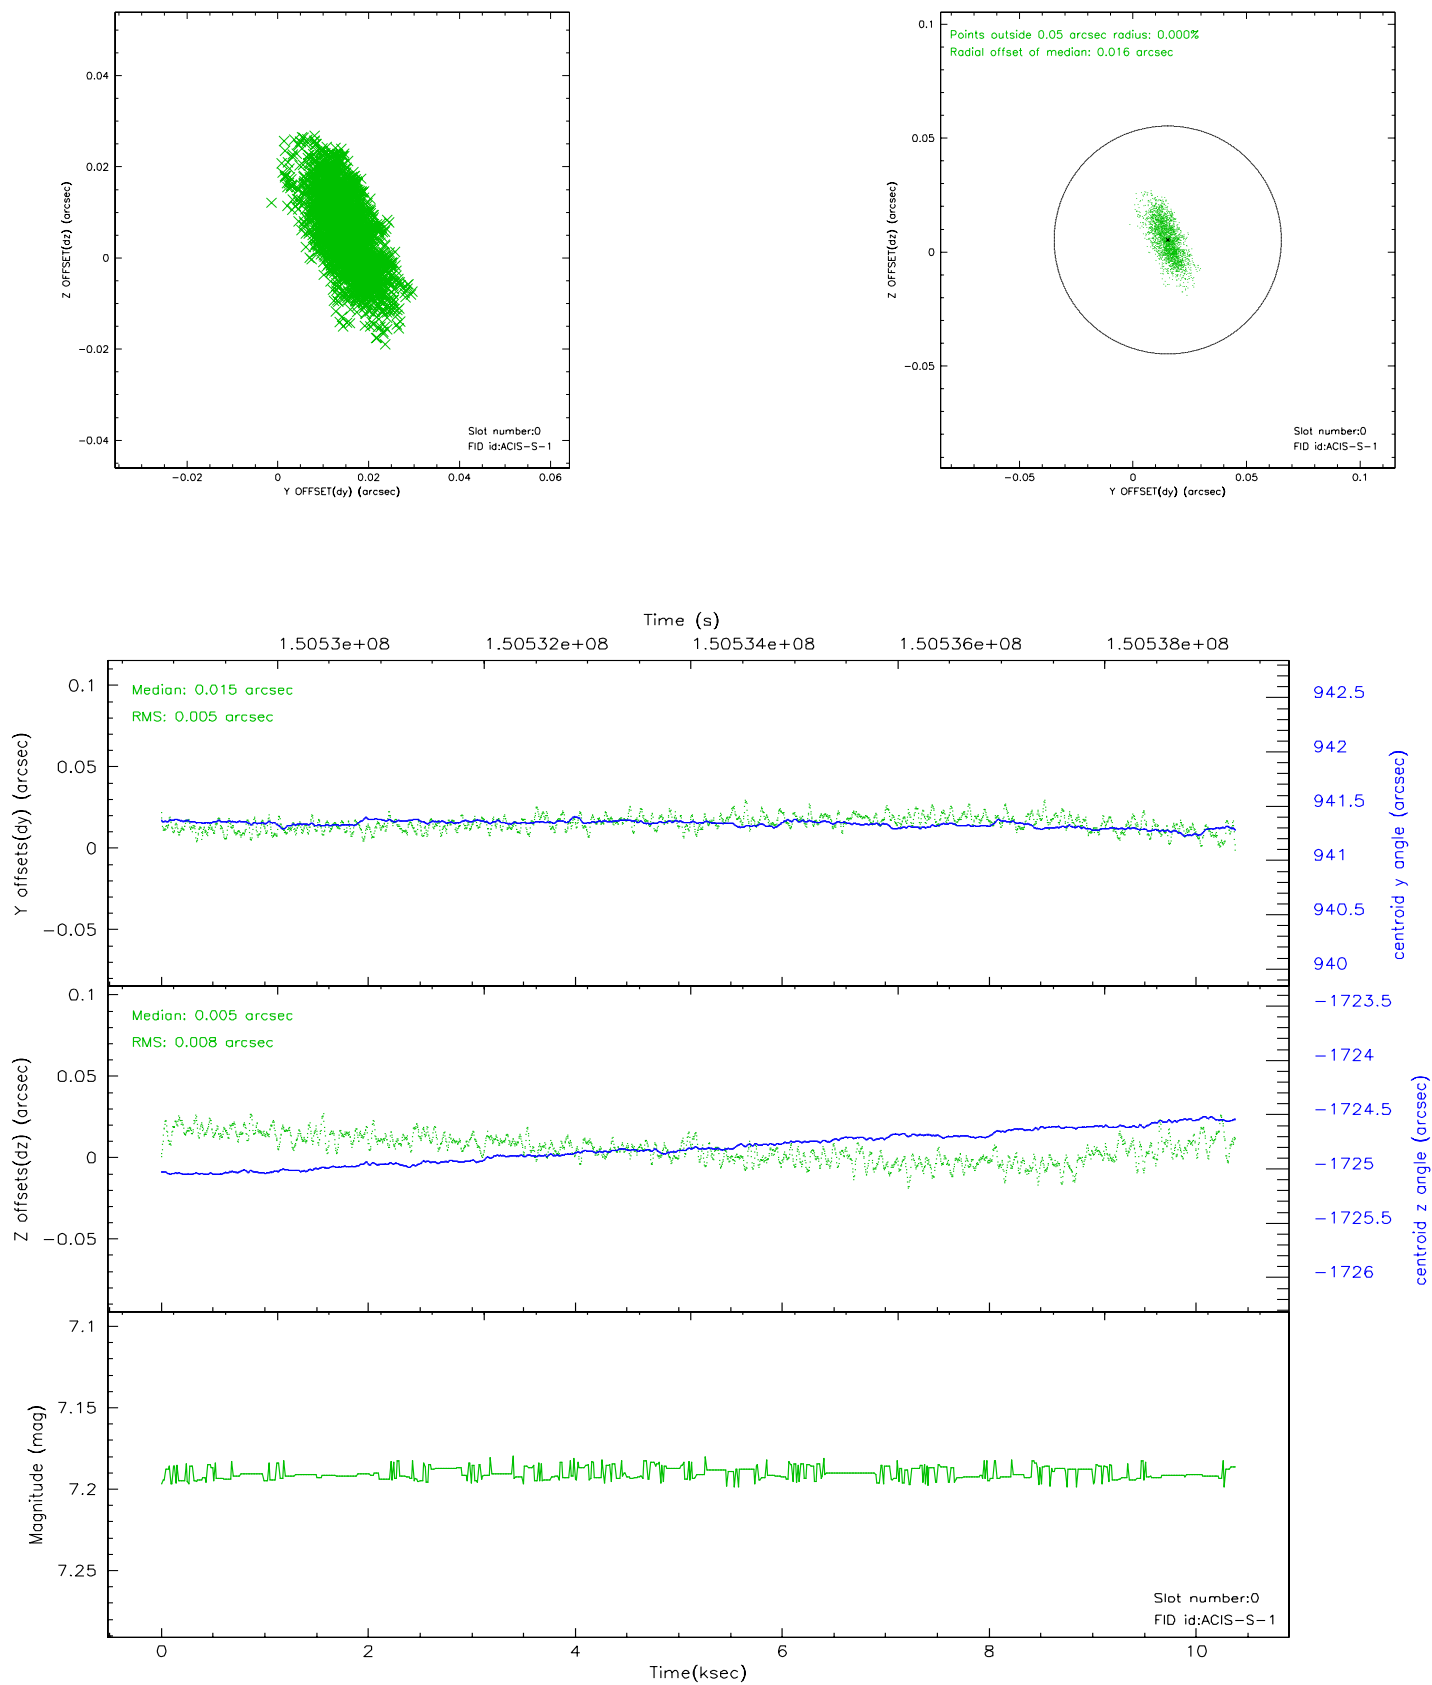 0.04
0.02
0
−0.02
−0.04
Z OFFSET(dz) (arcsec)
Slot number:0
FID id:ACIS−S−1
−0.02
0
0.02
0.04
0.06
Y OFFSET(dy) (arcsec)
0.1
0.05
0
−0.05
Z OFFSET(dz) (arcsec)
Points outside 0.05 arcsec radius: 0.000%
Radial offset of median: 0.016 arcsec
Slot number:0
FID id:ACIS−S−1
−0.05
0
0.05
0.1
Y OFFSET(dy) (arcsec)
Time (s)
1.5053e+08
1.50532e+08
1.50534e+08
1.50536e+08
1.50538e+08
Y offsets(dy) (arcsec)
0.1
0.05
0
−0.05
Median: 0.015 arcsec
RMS: 0.005 arcsec
942.5
942
941.5
941
940.5
940
centroid y angle (arcsec)
Z offsets(dz) (arcsec)
0.1
0.05
0
−0.05
Median: 0.005 arcsec
RMS: 0.008 arcsec
−1723.5
−1724
−1724.5
−1725
−1725.5
−1726
centroid z angle (arcsec)
Magnitude (mag)
7.1
7.15
7.2
7.25
Slot number:0
FID id:ACIS−S−1
0
2
4
6
8
10
Time(ksec)